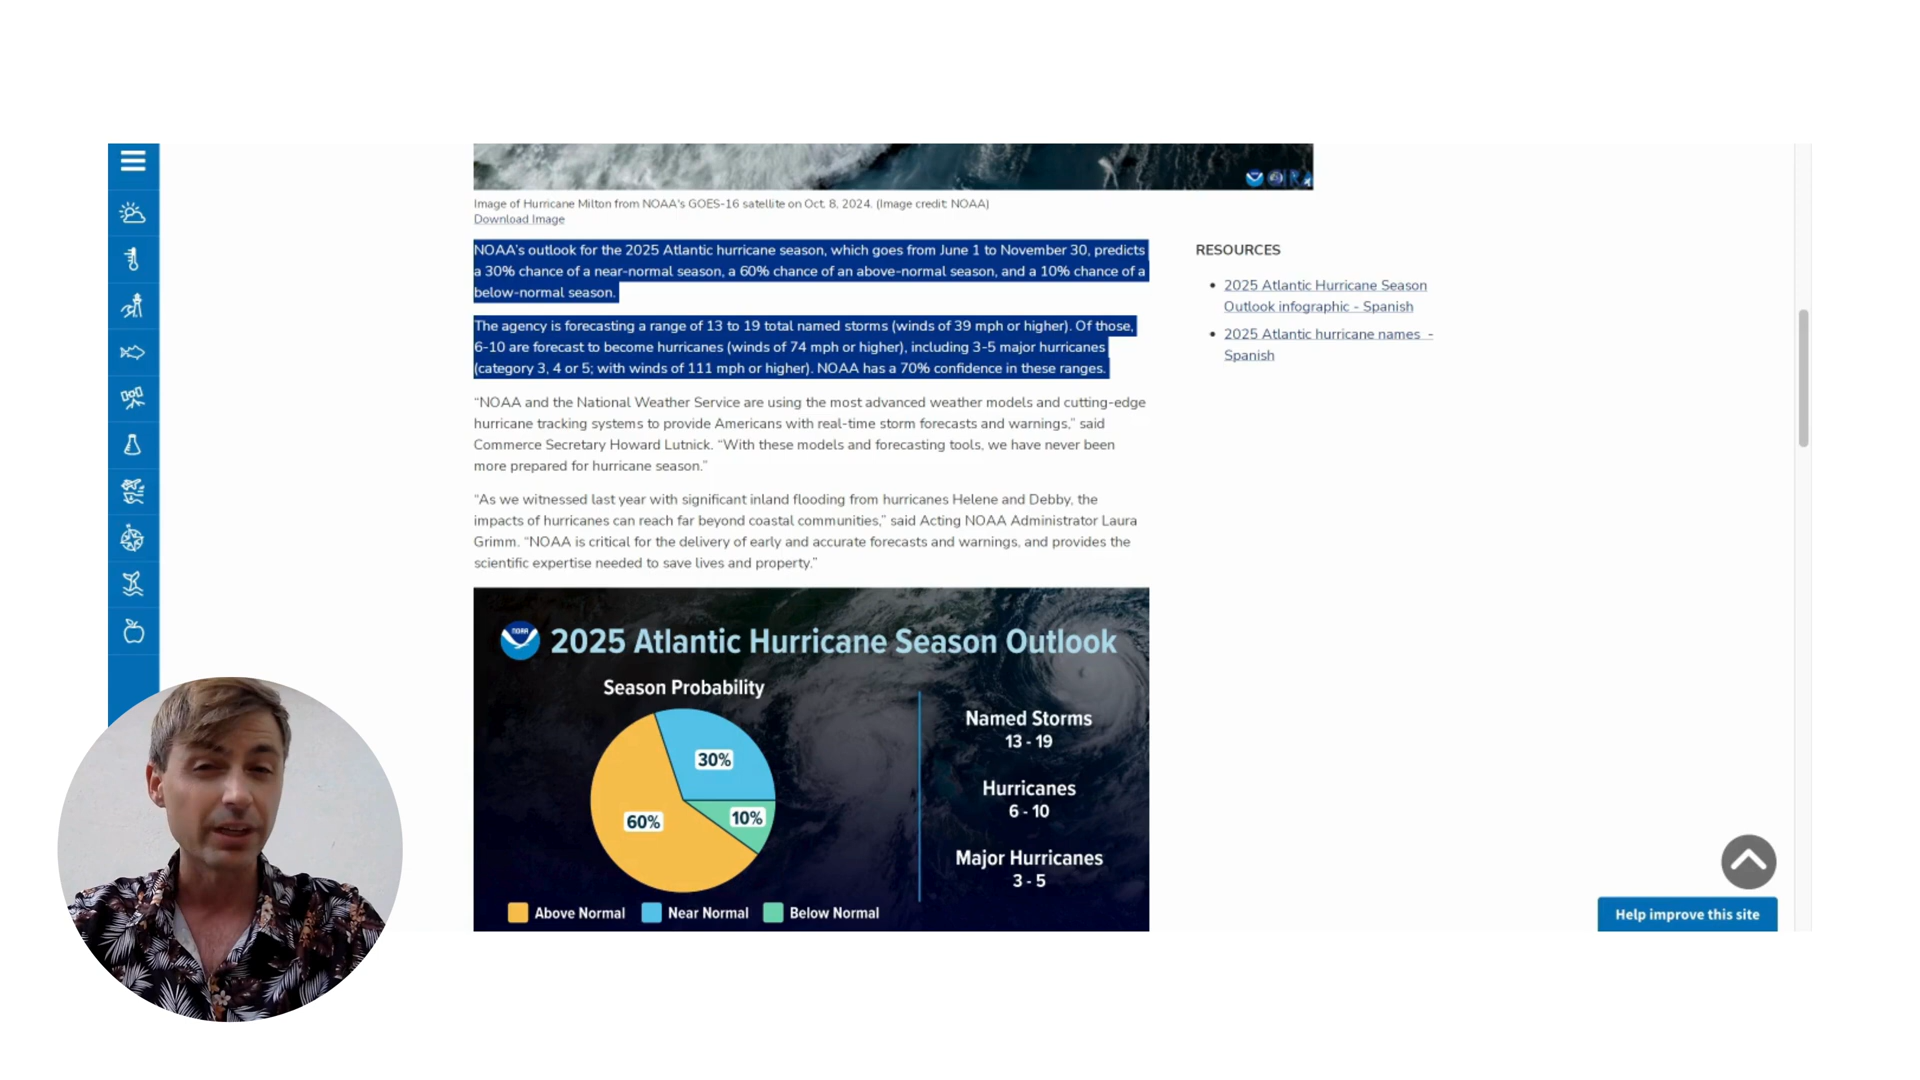 Image of Hurricane Milton from NOAA's GOES-16 satellite on Oct. 8, 2024. (Image credit: NOAA)
Download Image
NOAA's outlook for the 2025 Atlantic hurricane season, which goes from June 1 to November 30, predicts
a 30% chance of a near-normal season, a 60% chance of an above-normal season, and a 10% chance of a
below-normal season.
The agency is forecasting a range of 13 to 19 total named storms (winds of 39 mph or higher). Of those,
6-10 are forecast to become hurricanes (winds of 74 mph or higher), including 3-5 major hurricanes
(category 3, 4 or 5; with winds of 111 mph or higher). NOAA has a 70% confidence in these ranges.
“NOAA and the National Weather Service are using the most advanced weather models and cutting-edge
hurricane tracking systems to provide Americans with real-time storm forecasts and warnings,” said
Commerce Secretary Howard Lutnick. “With these models and forecasting tools, we have never been
more prepared for hurricane season.”
“As we witnessed last year with significant inland flooding from hurricanes Helene and Debby, the
impacts of hurricanes can reach far beyond coastal communities,” said Acting NOAA Administrator Laura
Grimm. “NOAA is critical for the delivery of early and accurate forecasts and warnings, and provides the
scientific expertise needed to save lives and property.”
RESOURCES
2025 Atlantic Hurricane Season
Outlook infographic - Spanish
2025 Atlantic hurricane names -
Spanish
NOAA
2025 Atlantic Hurricane Season Outlook
Season Probability
30%
60%
10%
Above Normal
Near Normal
Below Normal
Named Storms
13 - 19
Hurricanes
6 - 10
Major Hurricanes
3 - 5
Help improve this site